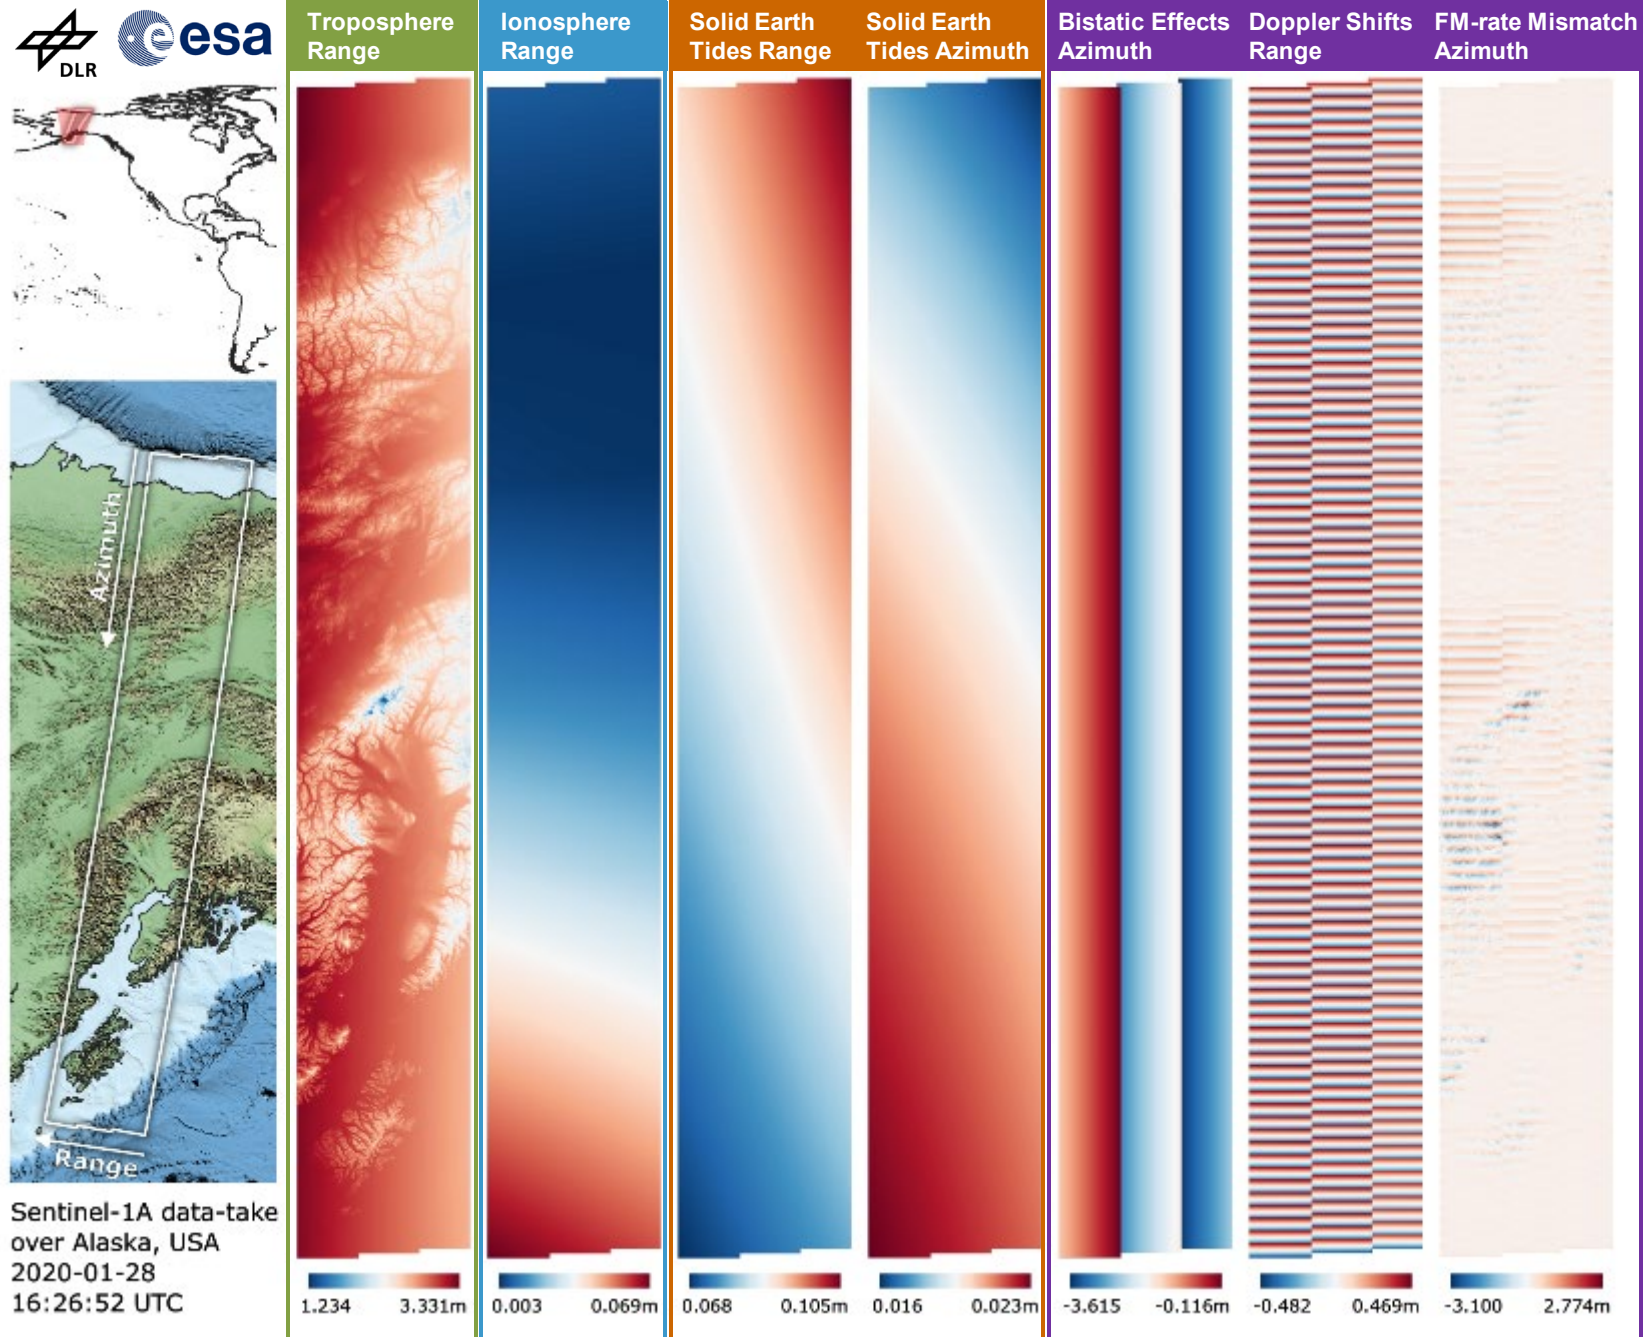 DLR
esa
Troposphere
Range
Ionosphere
Range
Solid Earth
Tides Range
Solid Earth
Tides Azimuth
Bistatic Effects
Azimuth
Doppler Shifts
Range
FM-rate Mismatch
Azimuth
Azimuth
Range
Sentinel-1A data-take
over Alaska, USA
2020-01-28
16:26:52 UTC
1.234 3.331m
0.003 0.069m
0.068 0.105m
0.016 0.023m
-3.615 -0.116m
-0.482 0.469m
-3.100 2.774m